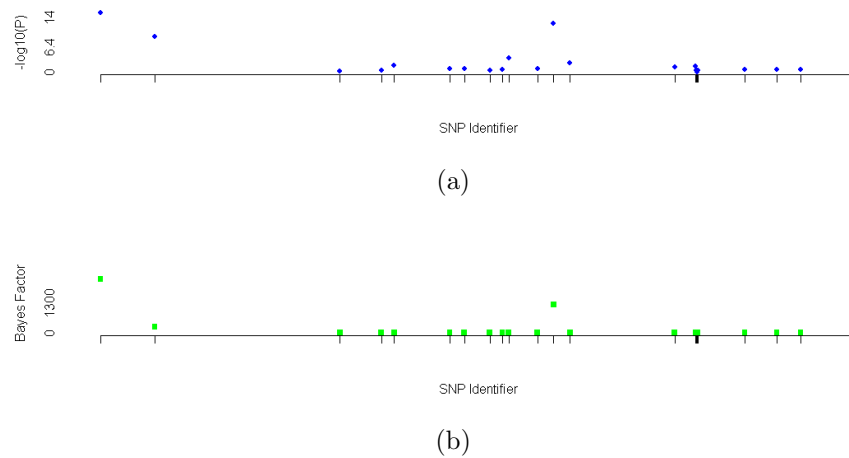 -log10(P)
14
6.4
0
SNP Identifier
(a)
Bayes Factor
1300
0
SNP Identifier
(b)